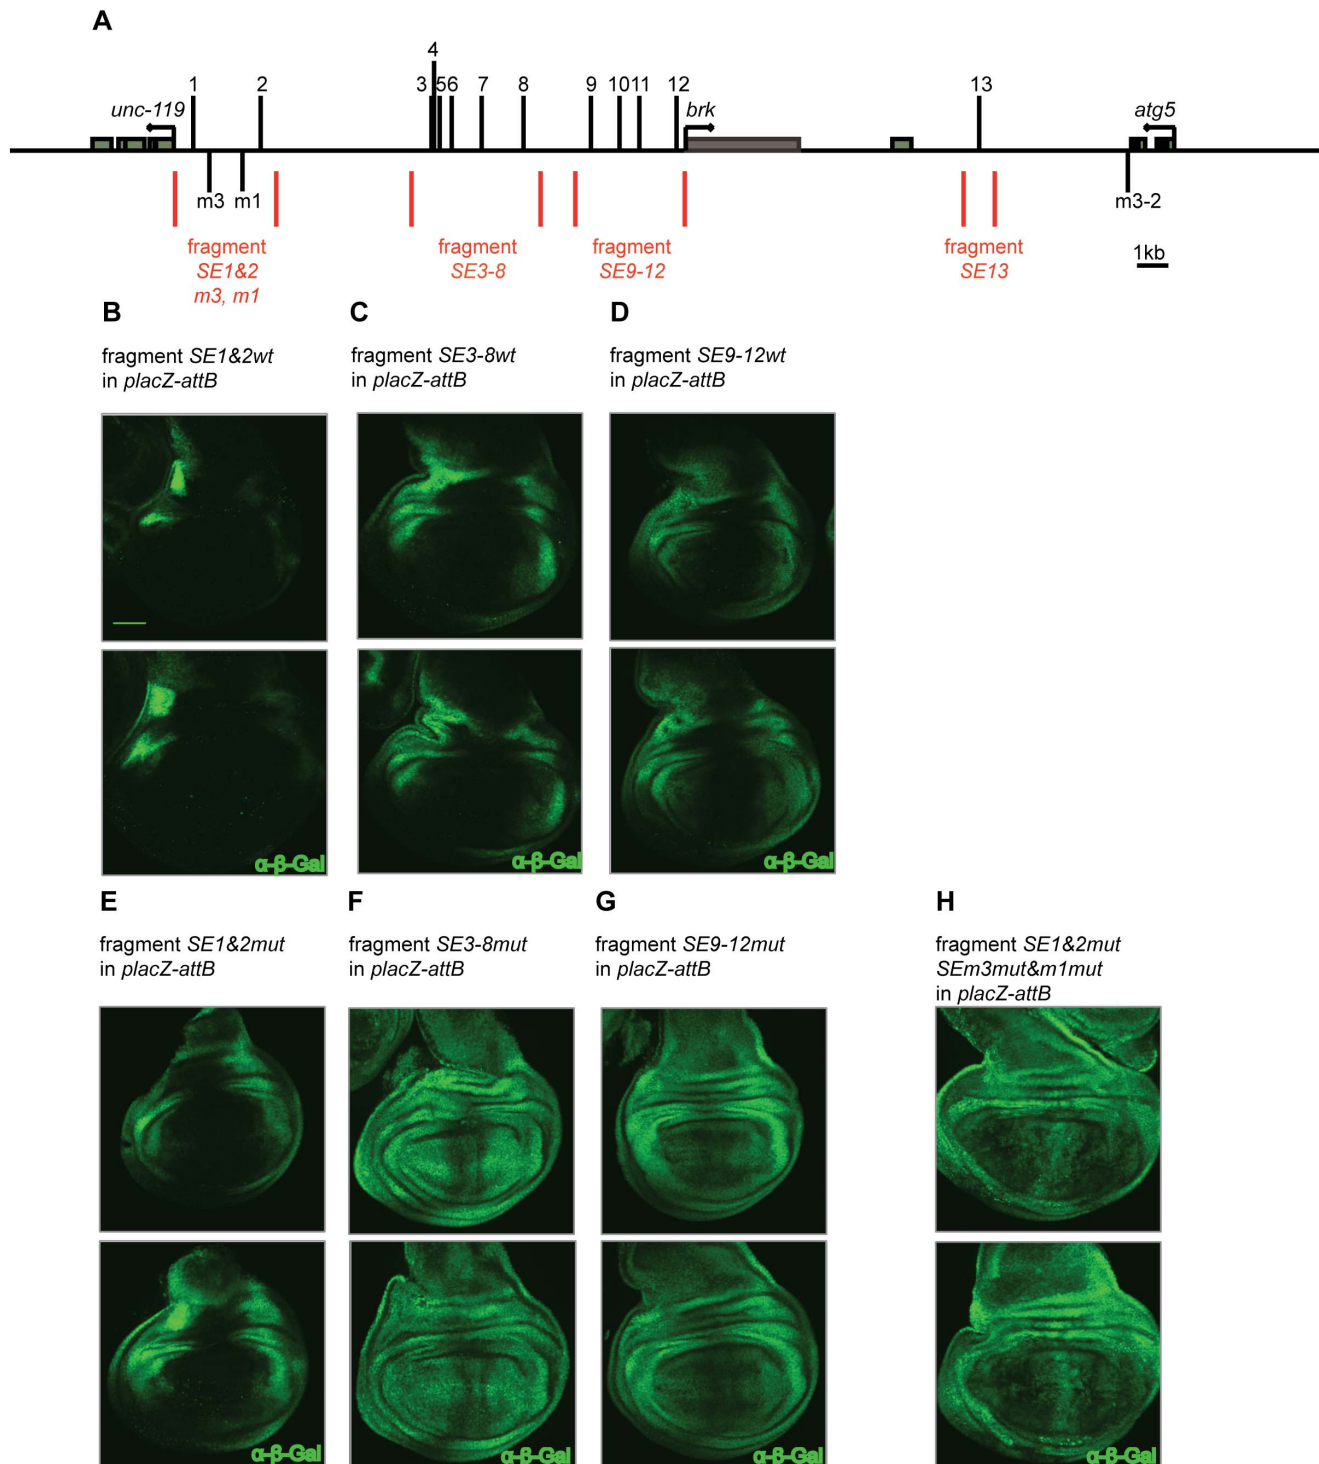 A
4
1 2 3 56 7 8 9 1011 12 13
unc-119 brk atg5
m3 m1 m3-2
fragment fragment fragment fragment
SE1&2 SE3-8 SE9-12 SE13 1kb
m3, m1
B C D
fragment SE1&2wt fragment SE3-8wt fragment SE9-12wt
in placZ-attB in placZ-attB in placZ-attB
α-β-Gal α-β-Gal α-β-Gal
E F G H
fragment SE1&2mut fragment SE3-8mut fragment SE9-12mut fragment SE1&2mut
in placZ-attB in placZ-attB in placZ-attB SEm3mut&m1mut
in placZ-attB
α-β-Gal α-β-Gal α-β-Gal α-β-Gal